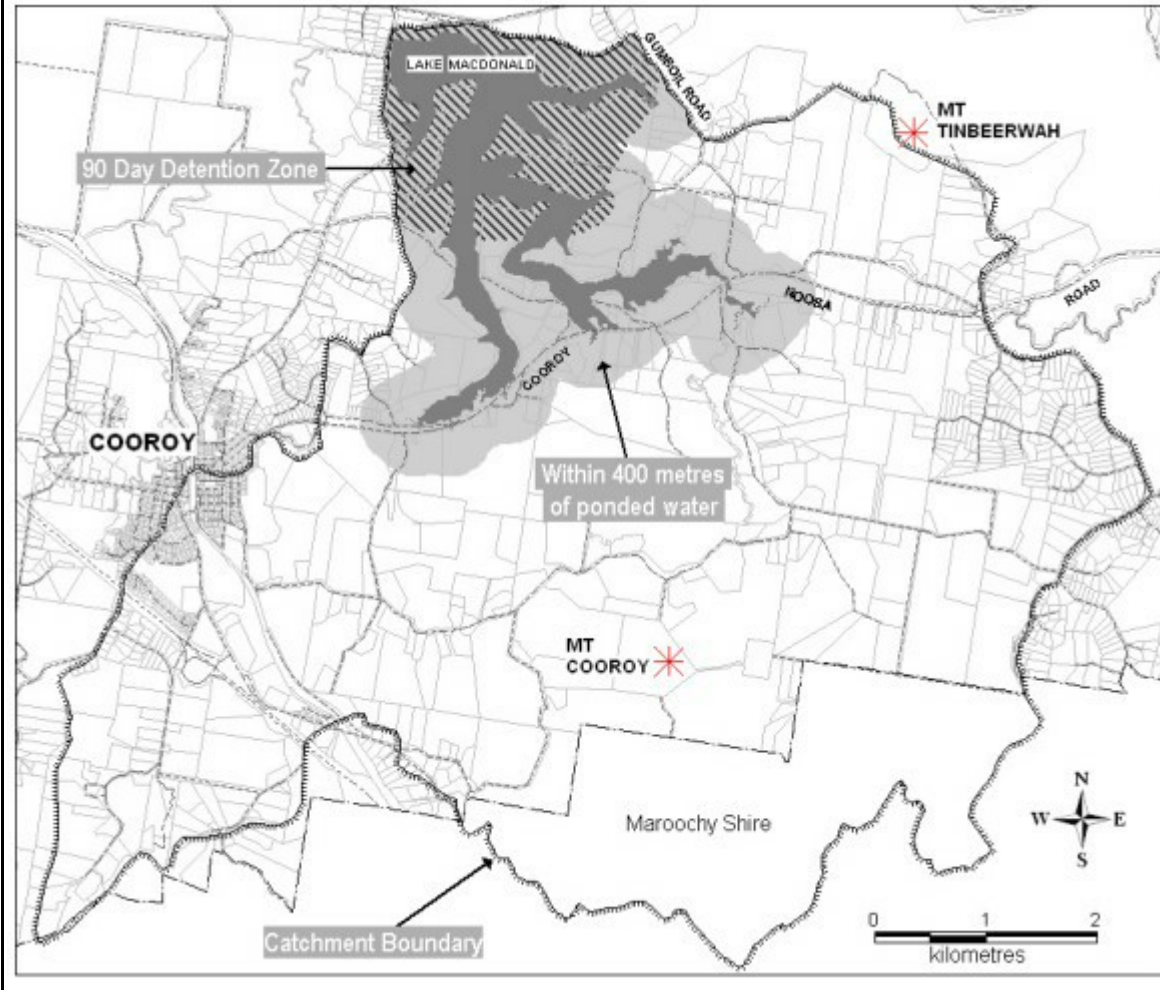 LAKE MACDONALD
GUMBOIL ROAD
MT
TINBEERWAH
90 Day Detention Zone
NOOSA
ROAD
COOROY
COOROY
Within 400 metres
of ponded water
MT
COOROY
Maroochy Shire
N
W E
S
Catchment Boundary
0 1 2
kilometres